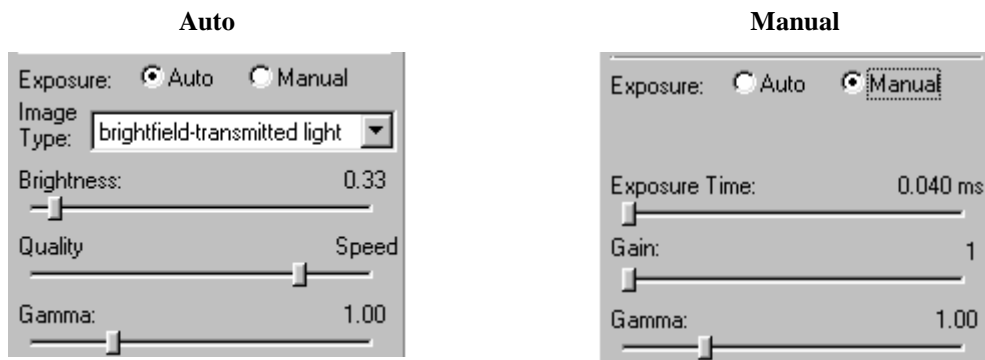 Auto
Exposure: Auto Manual
Image
Type: brightfield-transmitted light
Brightness: 0.33
Quality Speed
Gamma: 1.00
Manual
Exposure: Auto Manual
Exposure Time: 0.040 ms
Gain: 1
Gamma: 1.00